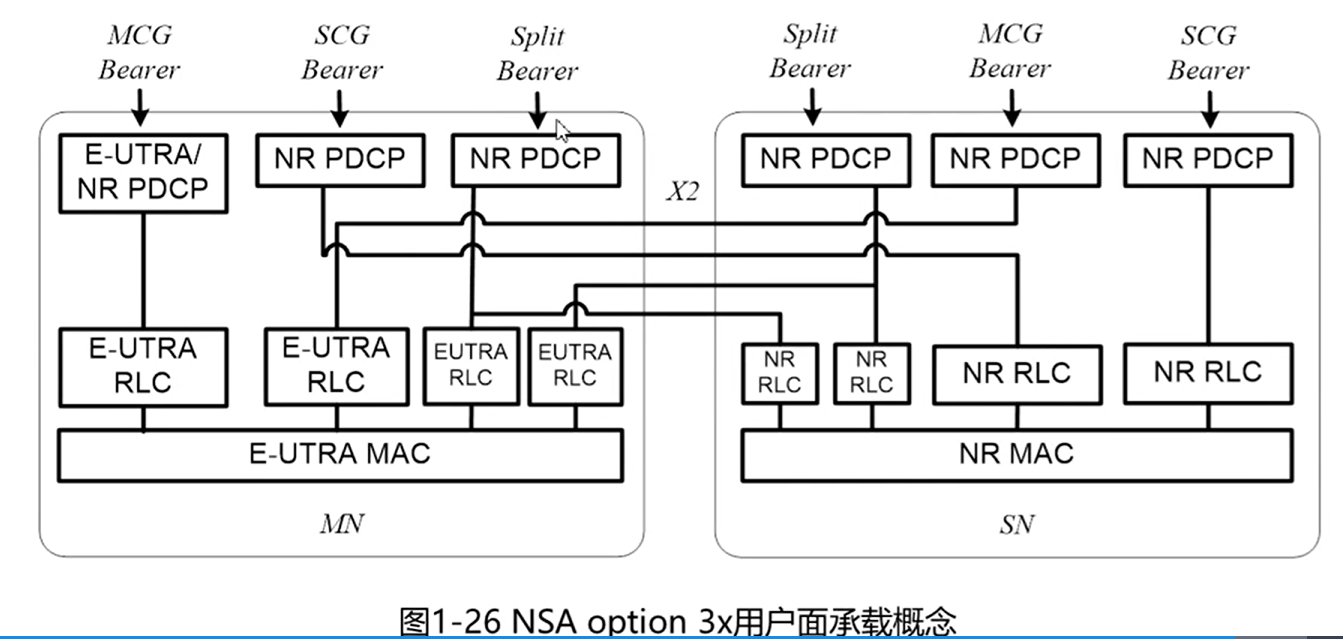 MCG
Bearer
SCG
Bearer
Split
Bearer
Split
Bearer
MCG
Bearer
SCG
Bearer
E-UTRA/
NR PDCP
NR PDCP
NR PDCP
X2
NR PDCP
NR PDCP
NR PDCP
E-UTRA
RLC
E-UTRA
RLC
EUTRA
RLC
EUTRA
RLC
NR
RLC
NR
RLC
NR RLC
NR RLC
E-UTRA MAC
NR MAC
MN
SN
图1-26 NSA option 3x用户面承载概念